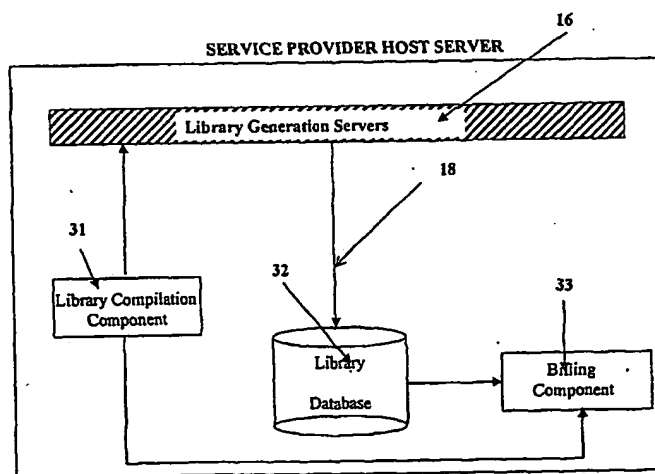 16
SERVICE PROVIDER HOST SERVER
Library Generation Servers
18
31
32
33
Library Compilation
Component
Library
Database
Billing
Component